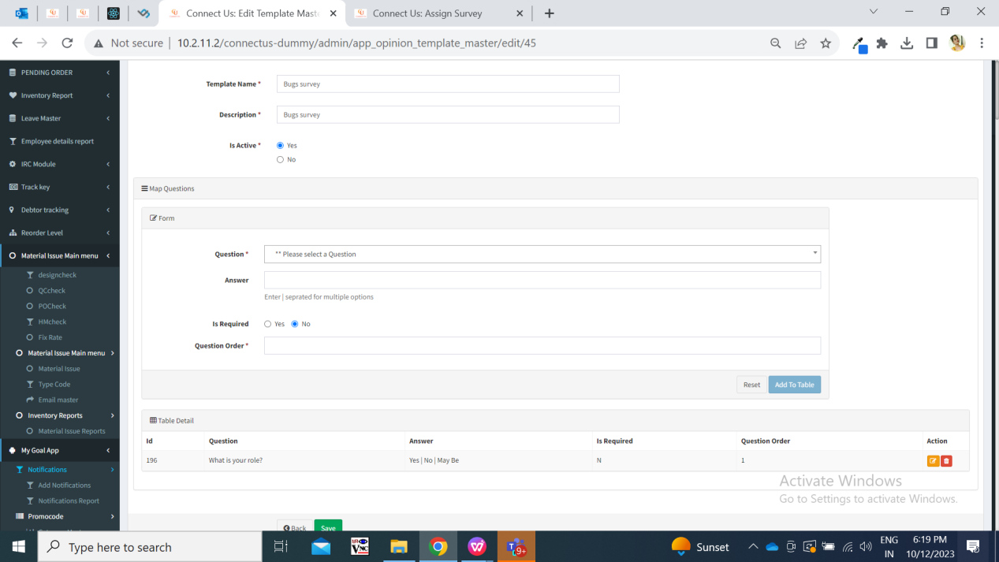 Connect Us: Edit Template Maste
Connect Us: Assign Survey
Not secure
10.2.11.2/connectus-dummy/admin/app_opinion_template_master/edit/45
PENDING ORDER
Inventory Report
Leave Master
Employee details report
IRC Module
Track key
Debtor tracking
Reorder Level
Material Issue Main menu
designcheck
QCcheck
POCheck
HMcheck
Fix Rate
Material Issue Main menu
Material Issue
Type Code
Email master
Inventory Reports
Material Issue Reports
My Goal App
Notifications
Add Notifications
Notifications Report
Promocode
Template Name * Bugs survey
Description * Bugs survey
Is Active * Yes
No
Map Questions
Form
Question * ** Please select a Question
Answer
Enter | seprated for multiple options
Is Required Yes No
Question Order *
Reset Add To Table
Table Detail
Id Question Answer Is Required Question Order Action
196 What is your role? Yes | No | May Be N 1
Activate Windows
Go to Settings to activate Windows.
Back Save
Type here to search
VNC
9+
Sunset
ENG
IN
6:19 PM
10/12/2023